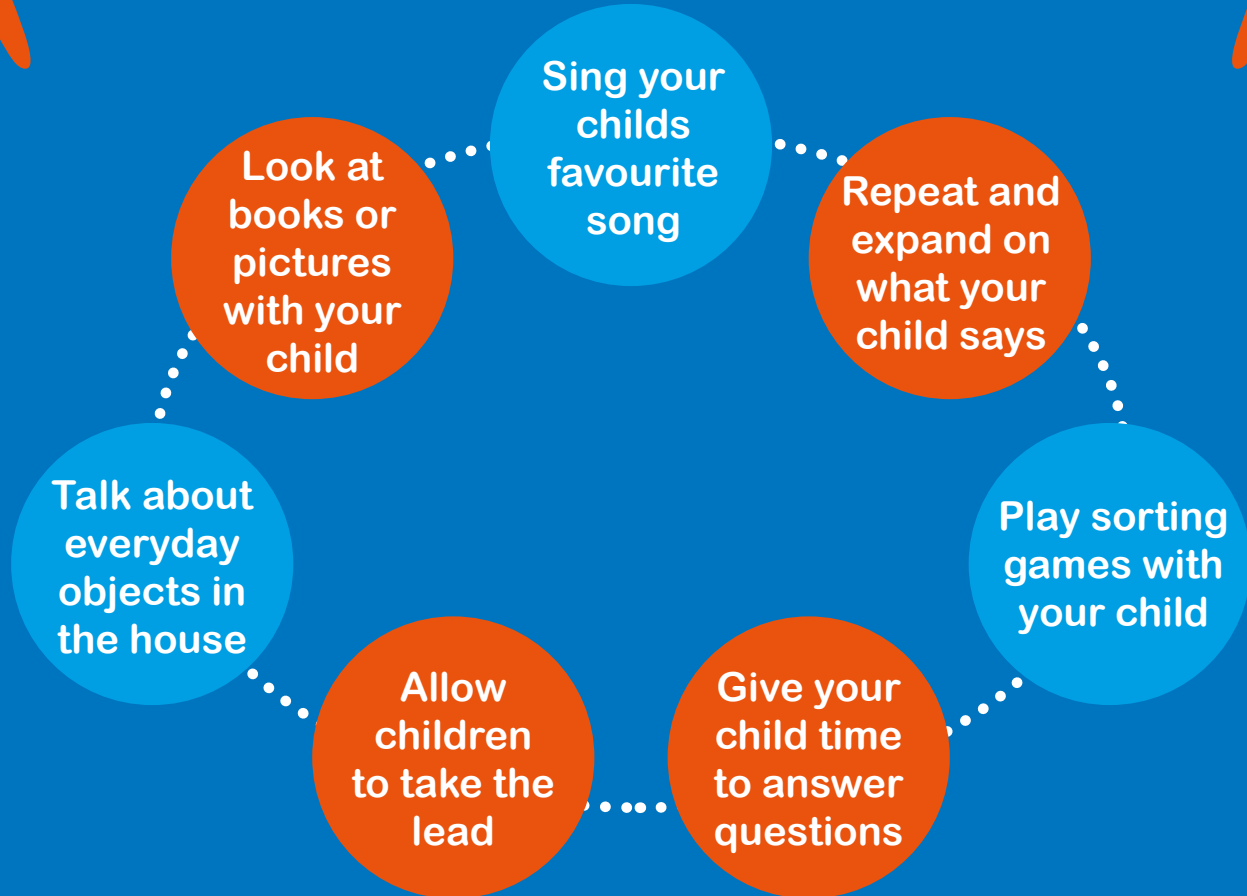 Sing your
childs
favourite
song
Repeat and
expand on
what your
child says
Play sorting
games with
your child
Give your
child time
to answer
questions
Allow
children
to take the
lead
Talk about
everyday
objects in
the house
Look at
books or
pictures
with your
child